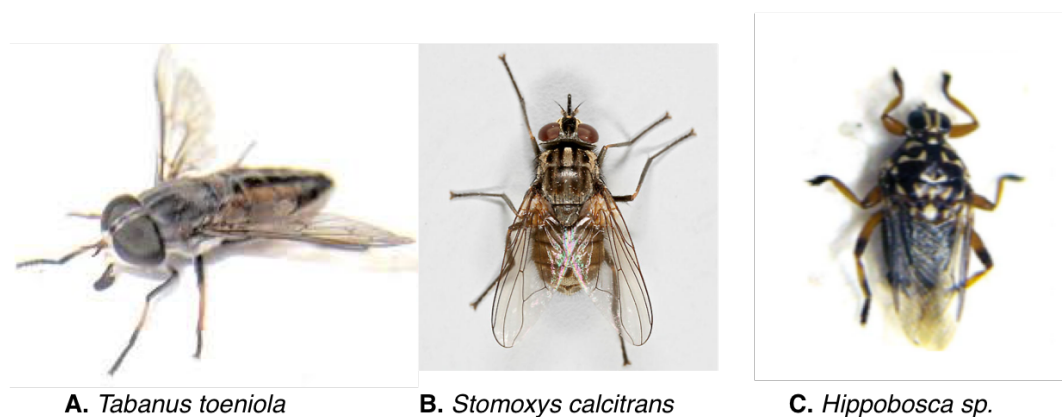 A. Tabanus toeniola
B. Stomoxys calcitrans
C. Hippobosca sp.